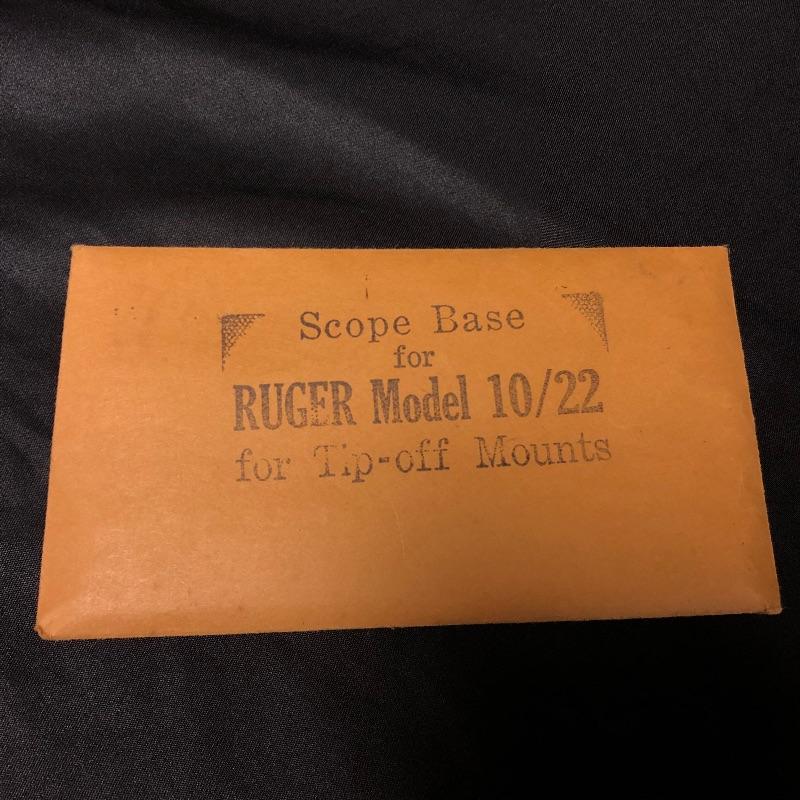 Scope Base
for
RUGER Model 10/22
for Tip-off Mounts